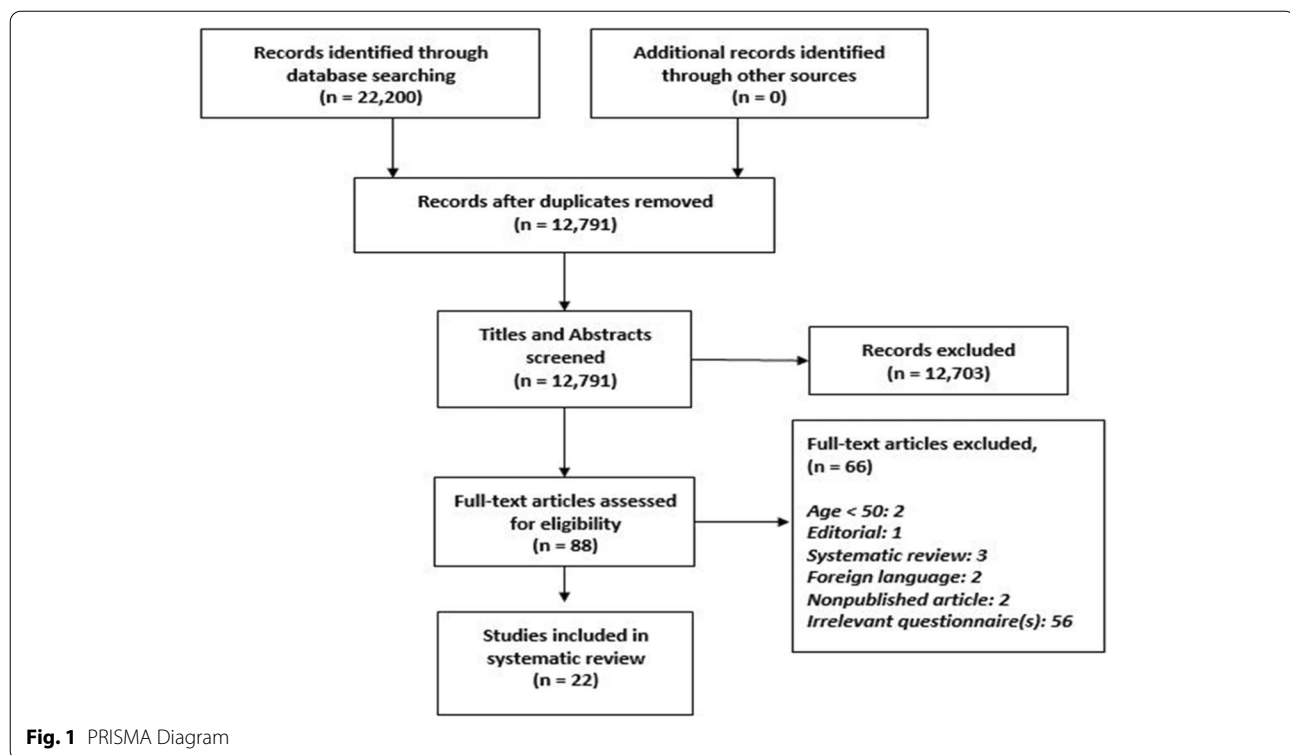 Records identified through
database searching
(n = 22,200)
Additional records identified
through other sources
(n = 0)
Records after duplicates removed
(n = 12,791)
Titles and Abstracts
screened
(n = 12,791)
Records excluded
(n = 12,703)
Full-text articles assessed
for eligibility
(n = 88)
Full-text articles excluded,
(n = 66)
Age < 50: 2
Editorial: 1
Systematic review: 3
Foreign language: 2
Nonpublished article: 2
Irrelevant questionnaire(s): 56
Studies included in
systematic review
(n = 22)
Fig. 1 PRISMA Diagram